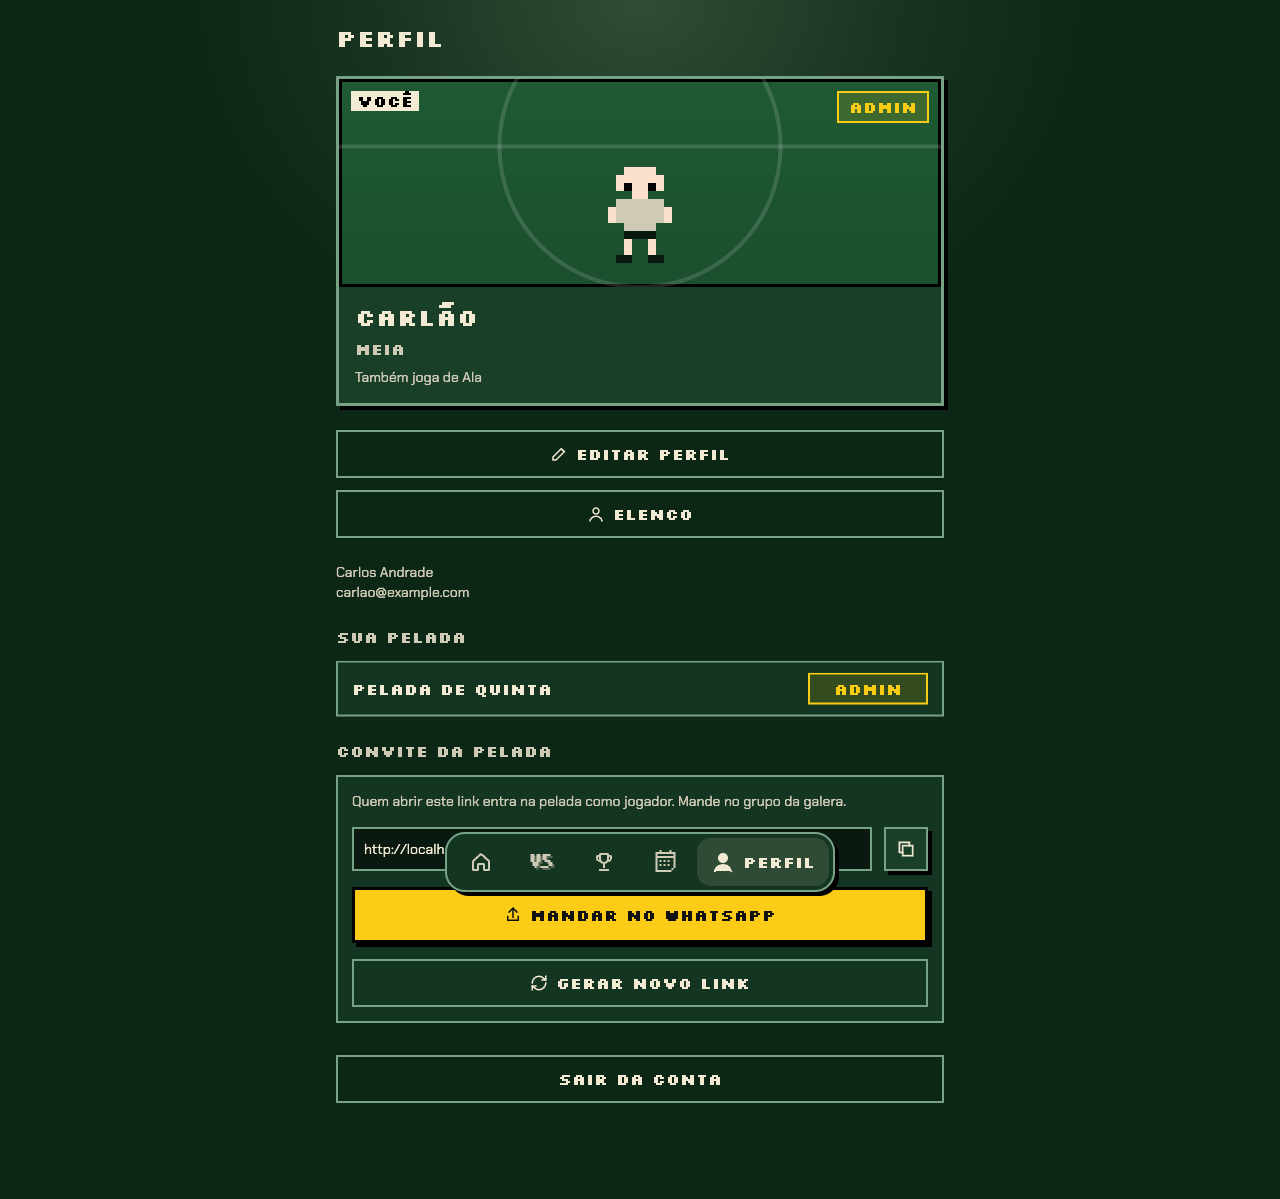 PERFIL
VOCÊ
ADMIN
CARLÃO
MEIA
Também joga de Ala
EDITAR PERFIL
ELENCO
Carlos Andrade
carlao@example.com
SUA PELADA
PELADA DE QUINTA
ADMIN
CONVITE DA PELADA
Quem abrir este link entra na pelada como jogador. Mande no grupo da galera.
VS
PERFIL
MANDAR NO WHATSAPP
GERAR NOVO LINK
SAIR DA CONTA